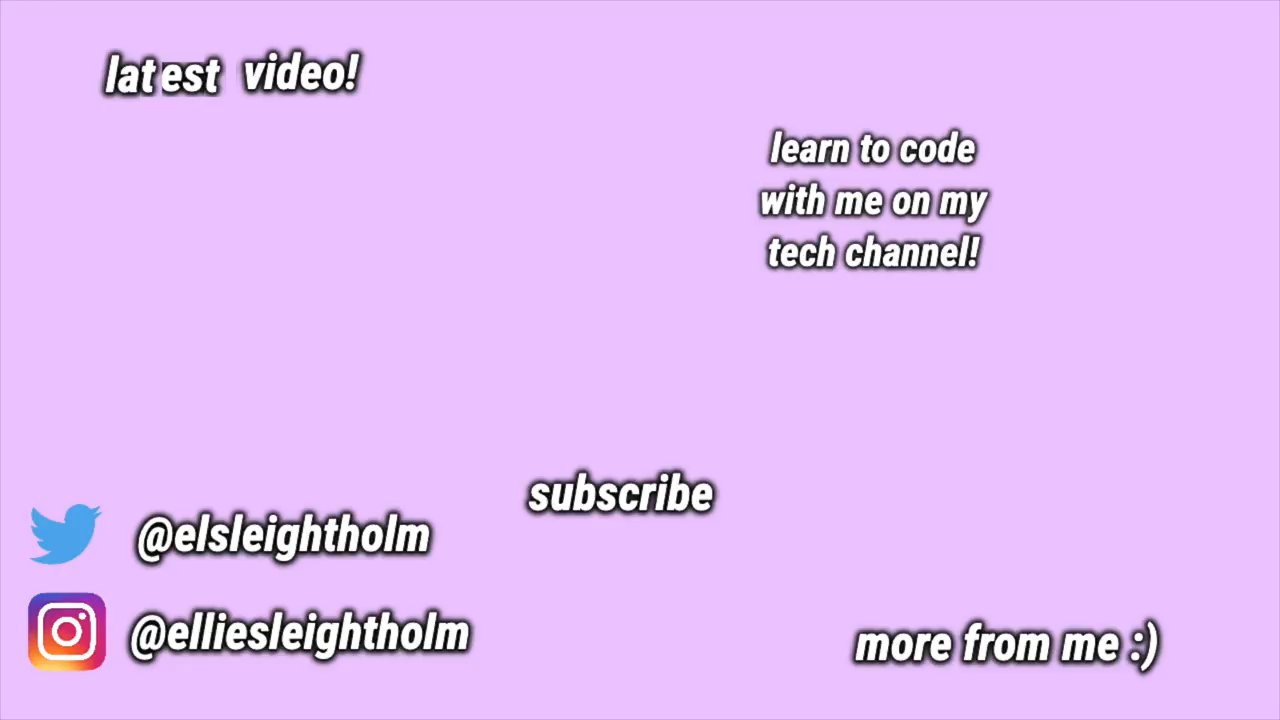 latest video!
learn to code
with me on my
tech channel!
subscribe
@elsleightholm
@elliesleightholm
more from me :)